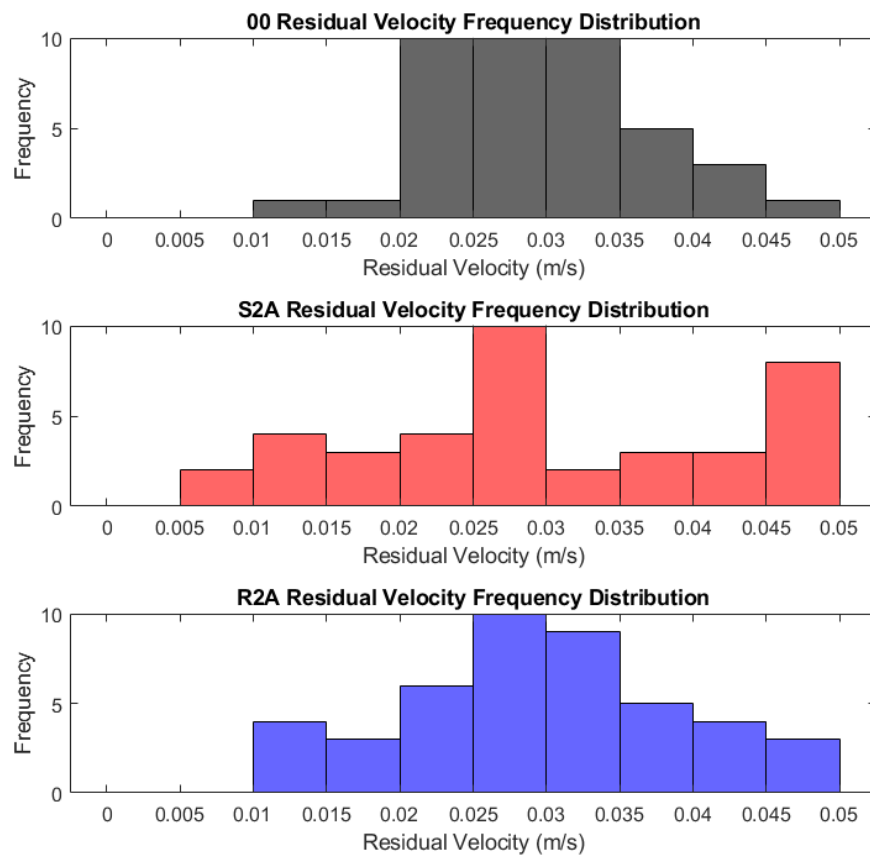 00 Residual Velocity Frequency Distribution
10
5
0
Frequency
0 0.005 0.01 0.015 0.02 0.025 0.03 0.035 0.04 0.045 0.05
Residual Velocity (m/s)
S2A Residual Velocity Frequency Distribution
10
5
0
Frequency
0 0.005 0.01 0.015 0.02 0.025 0.03 0.035 0.04 0.045 0.05
Residual Velocity (m/s)
R2A Residual Velocity Frequency Distribution
10
5
0
Frequency
0 0.005 0.01 0.015 0.02 0.025 0.03 0.035 0.04 0.045 0.05
Residual Velocity (m/s)